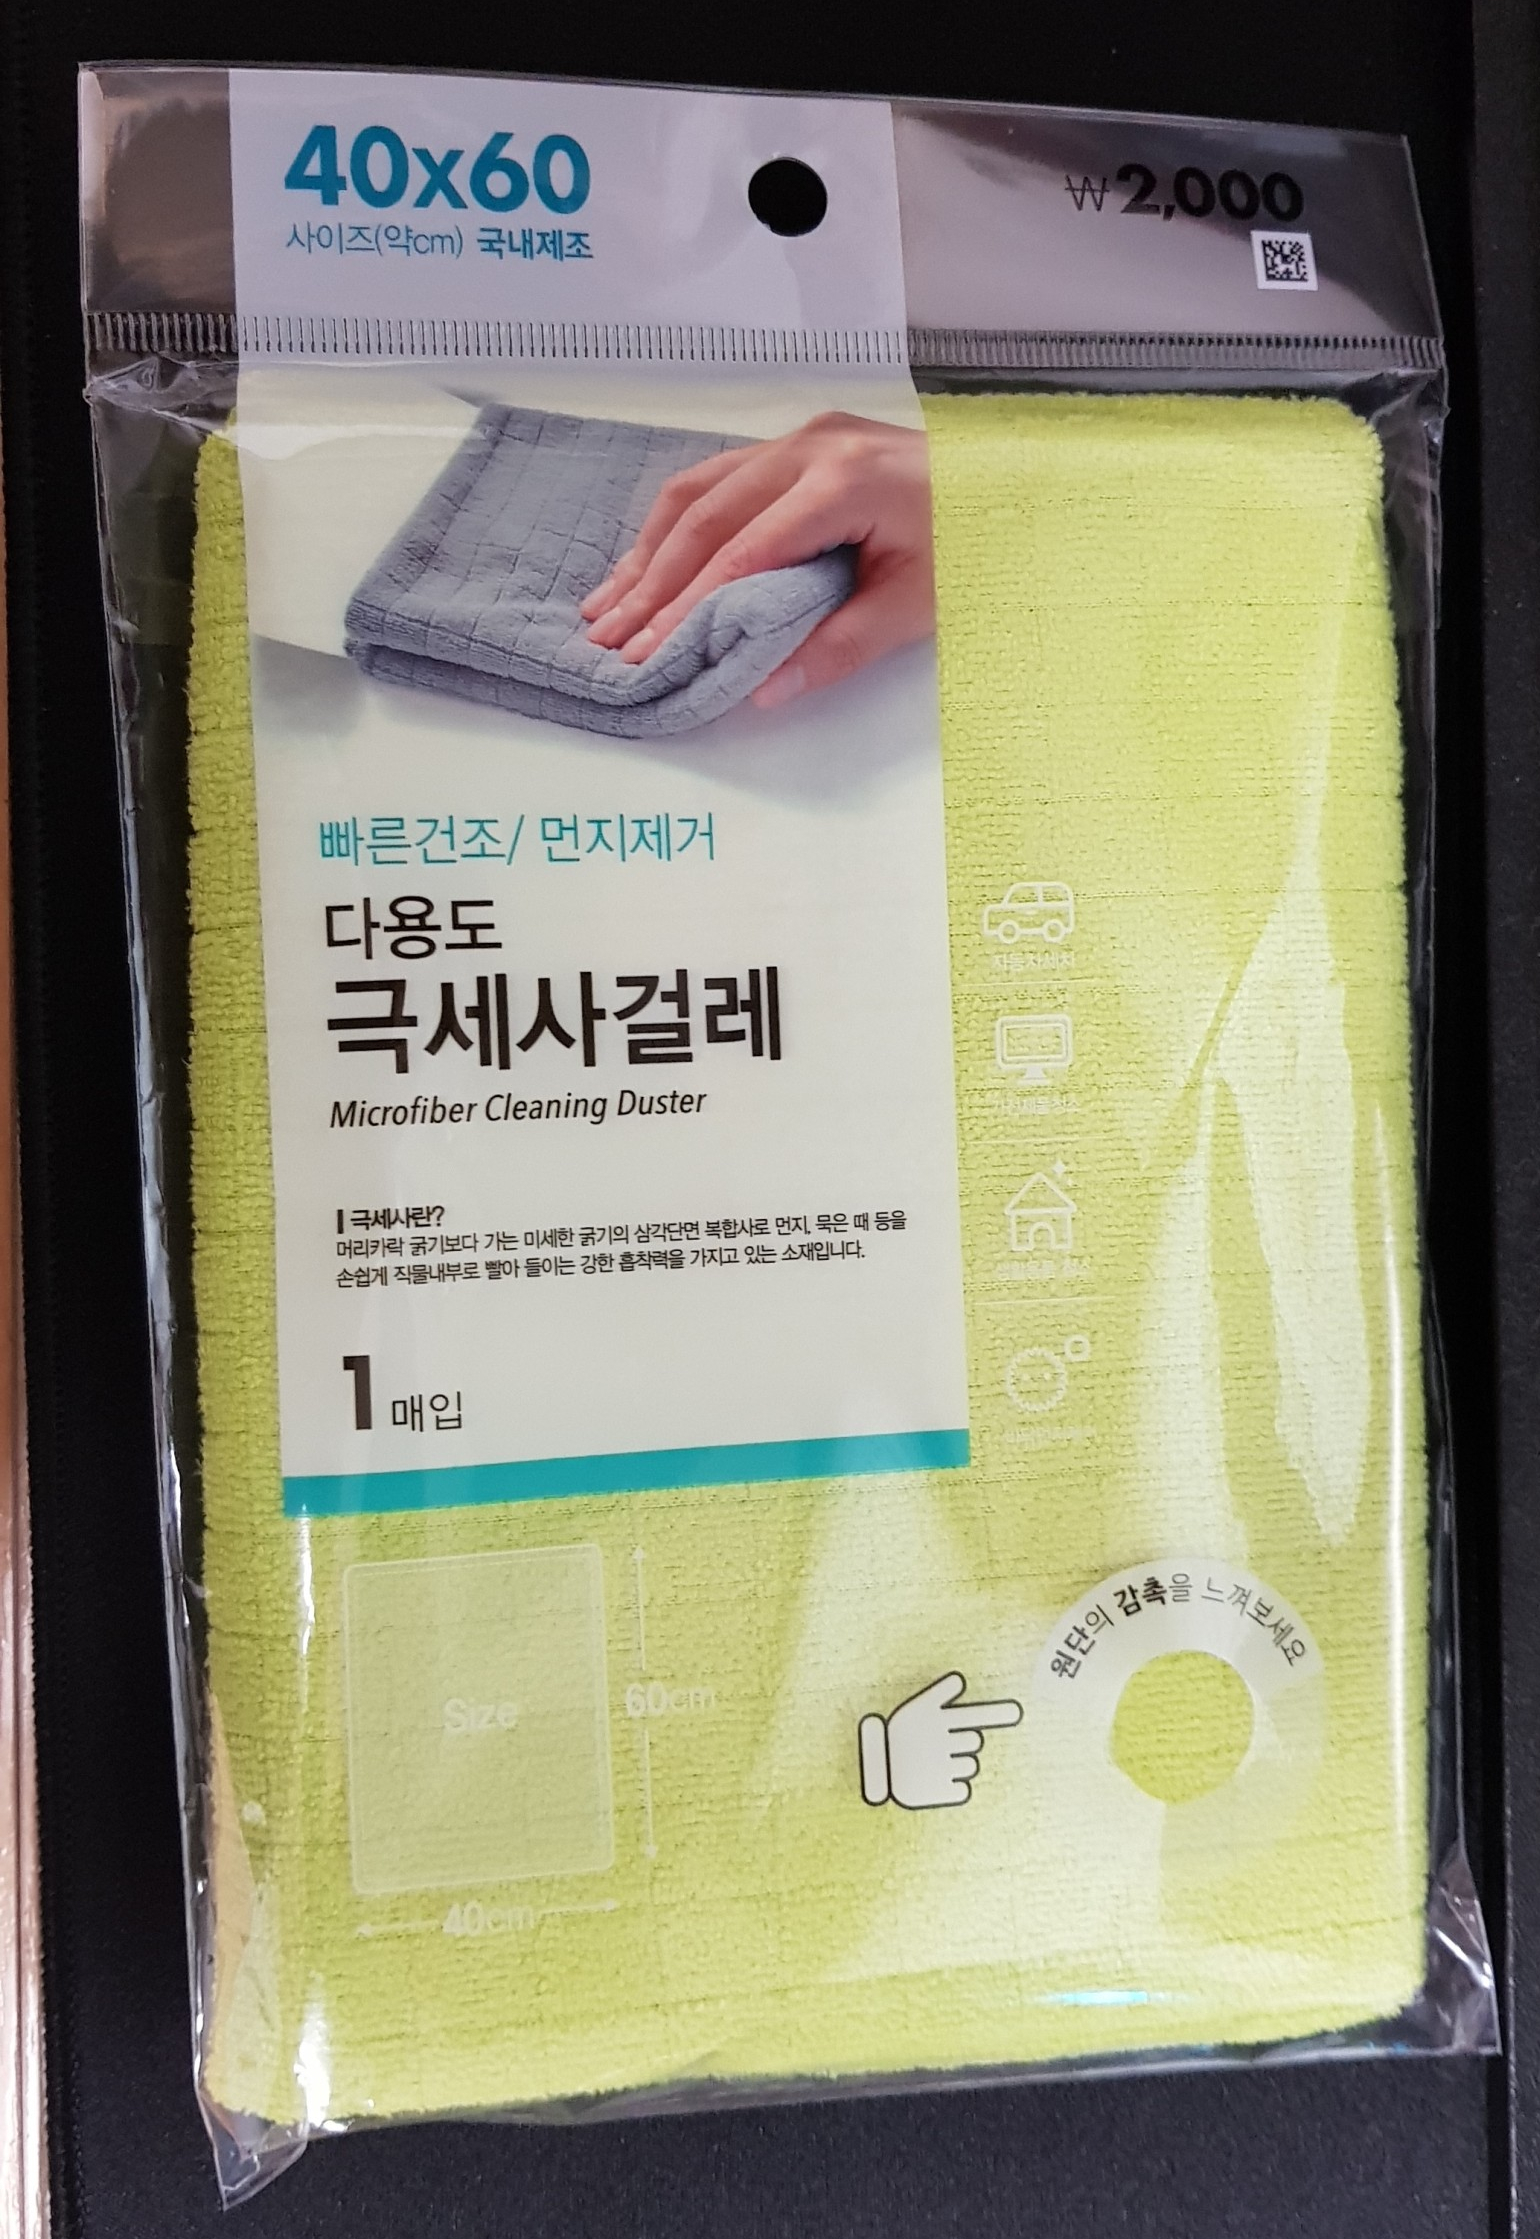 40x60
사이즈(약cm) 국내제조
₩2,000
빠른건조/ 먼지제거
다용도
극세사걸레
Microfiber Cleaning Duster
극세사란?
머리카락 굵기보다 가는 미세한 굵기의 삼각단면 복합사로 먼지, 묵은 때 등을
손쉽게 직물내부로 빨아 들이는 강한 흡착력을 가지고 있는 소재입니다.
1 매입
자동차세차
원단의 감촉을 느껴보세요
Size
60cm
40cm